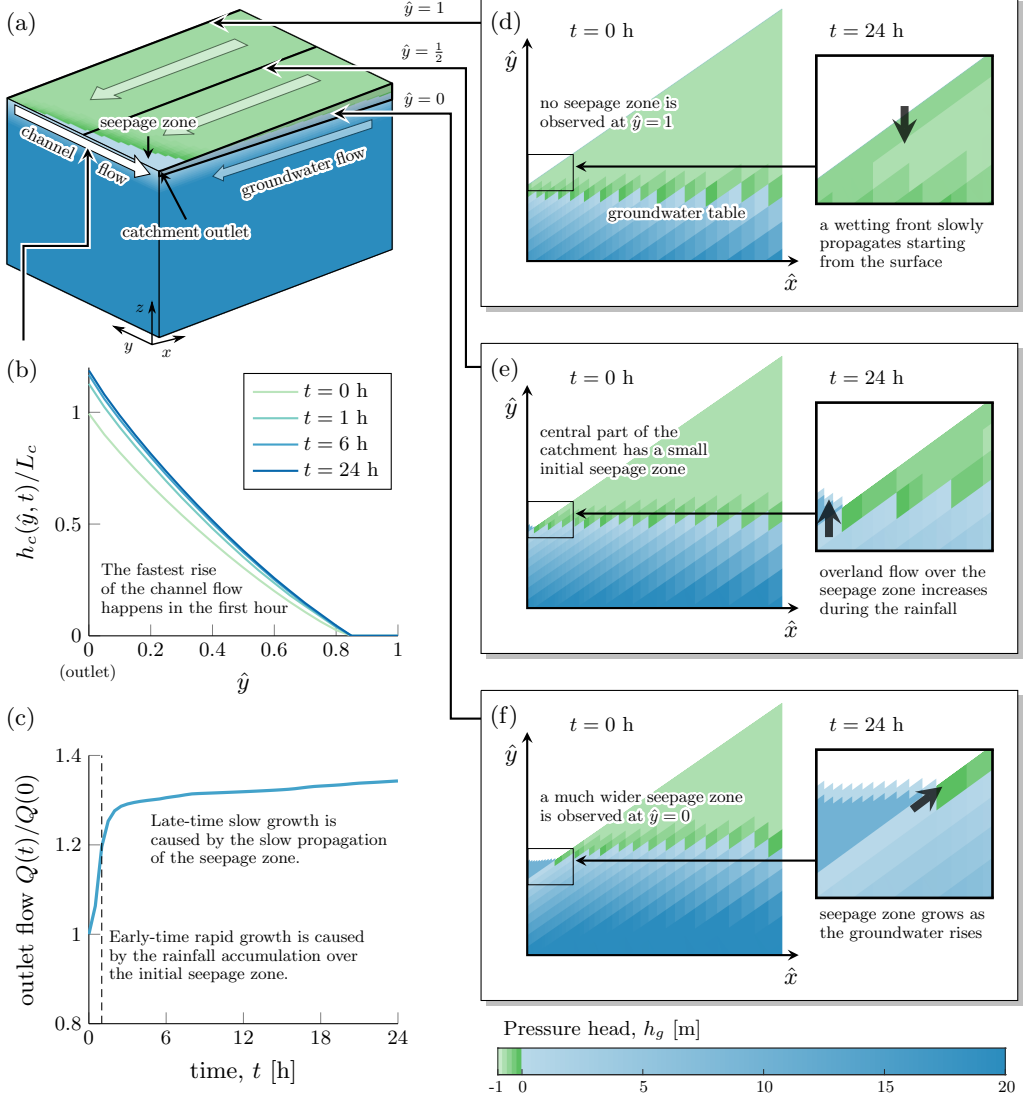 (a)
ŷ = 1
ŷ = 1/2
ŷ = 0
seepage zone
channel
flow
groundwater flow
catchment outlet
z
y
x
(b)
t = 0 h
t = 1 h
t = 6 h
t = 24 h
h_c(ŷ, t)/L_c
1
0.5
0
The fastest rise
of the channel flow
happens in the first hour
0 0.2 0.4 0.6 0.8 1
(outlet)
ŷ
(c)
outlet flow Q(t)/Q(0)
1.4
1.2
1
0.8
Late-time slow growth is
caused by the slow propagation
of the seepage zone.
Early-time rapid growth is caused
by the rainfall accumulation over
the initial seepage zone.
0 6 12 18 24
time, t [h]
(d)
t = 0 h
t = 24 h
ŷ
no seepage zone is
observed at ŷ = 1
groundwater table
x̂
a wetting front slowly
propagates starting
from the surface
(e)
t = 0 h
t = 24 h
ŷ
central part of the
catchment has a small
initial seepage zone
x̂
overland flow over the
seepage zone increases
during the rainfall
(f)
t = 0 h
t = 24 h
ŷ
a much wider seepage zone
is observed at ŷ = 0
x̂
seepage zone grows as
the groundwater rises
Pressure head, h_g [m]
-1 0 5 10 15 20